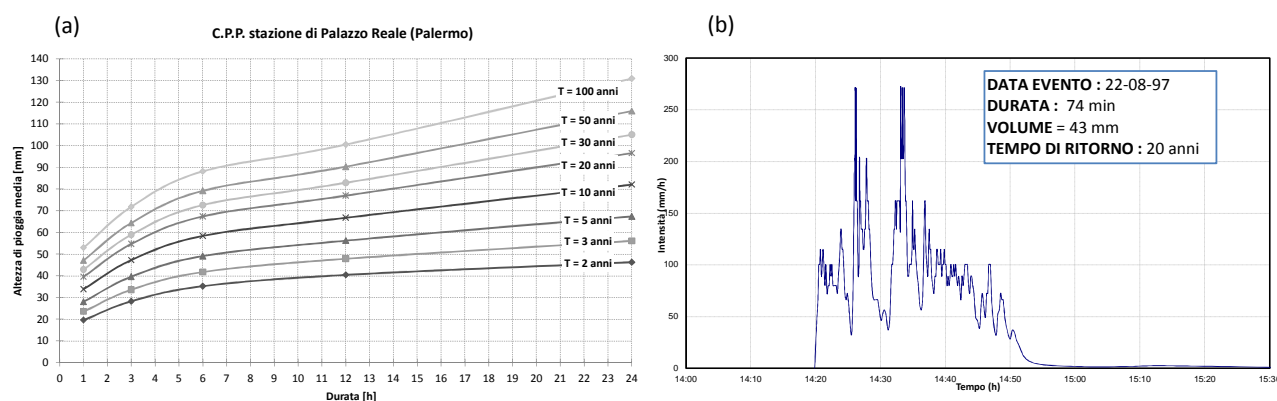 (a)
C.P.P. stazione di Palazzo Reale (Palermo)
Altezza di pioggia media [mm]
140
130
120
110
100
90
80
70
60
50
40
30
20
10
0
T = 100 anni
T = 50 anni
T = 30 anni
T = 20 anni
T = 10 anni
T = 5 anni
T = 3 anni
T = 2 anni
0 1 2 3 4 5 6 7 8 9 10 11 12 13 14 15 16 17 18 19 20 21 22 23 24
Durata [h]
(b)
Intensità (mm/h)
300
250
200
150
100
50
0
DATA EVENTO : 22-08-97
DURATA : 74 min
VOLUME = 43 mm
TEMPO DI RITORNO : 20 anni
14:00 14:10 14:20 14:30 14:40 14:50 15:00 15:10 15:20 15:30
Tempo (h)